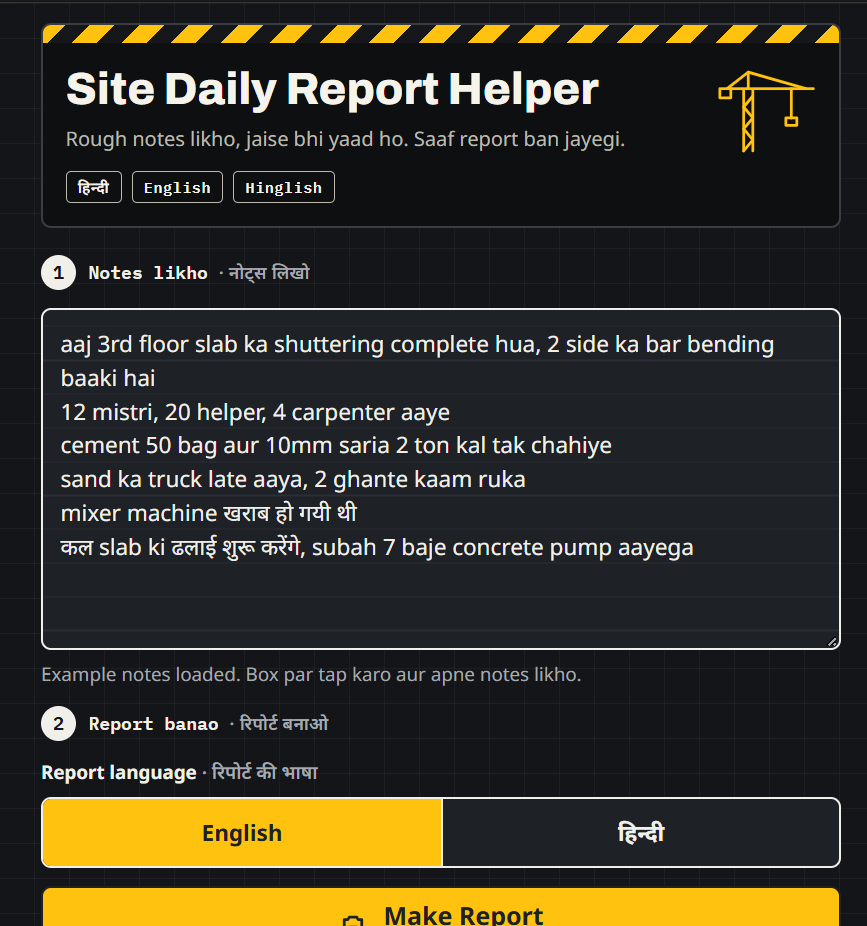 Site Daily Report Helper
Rough notes likho, jaise bhi yaad ho. Saaf report ban jayegi.
हिन्दी English Hinglish
1 Notes likho · नोट्स लिखो
aaj 3rd floor slab ka shuttering complete hua, 2 side ka bar bending
baaki hai
12 mistri, 20 helper, 4 carpenter aaye
cement 50 bag aur 10mm saria 2 ton kal tak chahiye
sand ka truck late aaya, 2 ghante kaam ruka
mixer machine खराब हो गयी थी
कल slab ki ढलाई शुरू करेंगे, subah 7 baje concrete pump aayega
Example notes loaded. Box par tap karo aur apne notes likho.
2 Report banao · रिपोर्ट बनाओ
Report language · रिपोर्ट की भाषा
English हिन्दी
Make Report